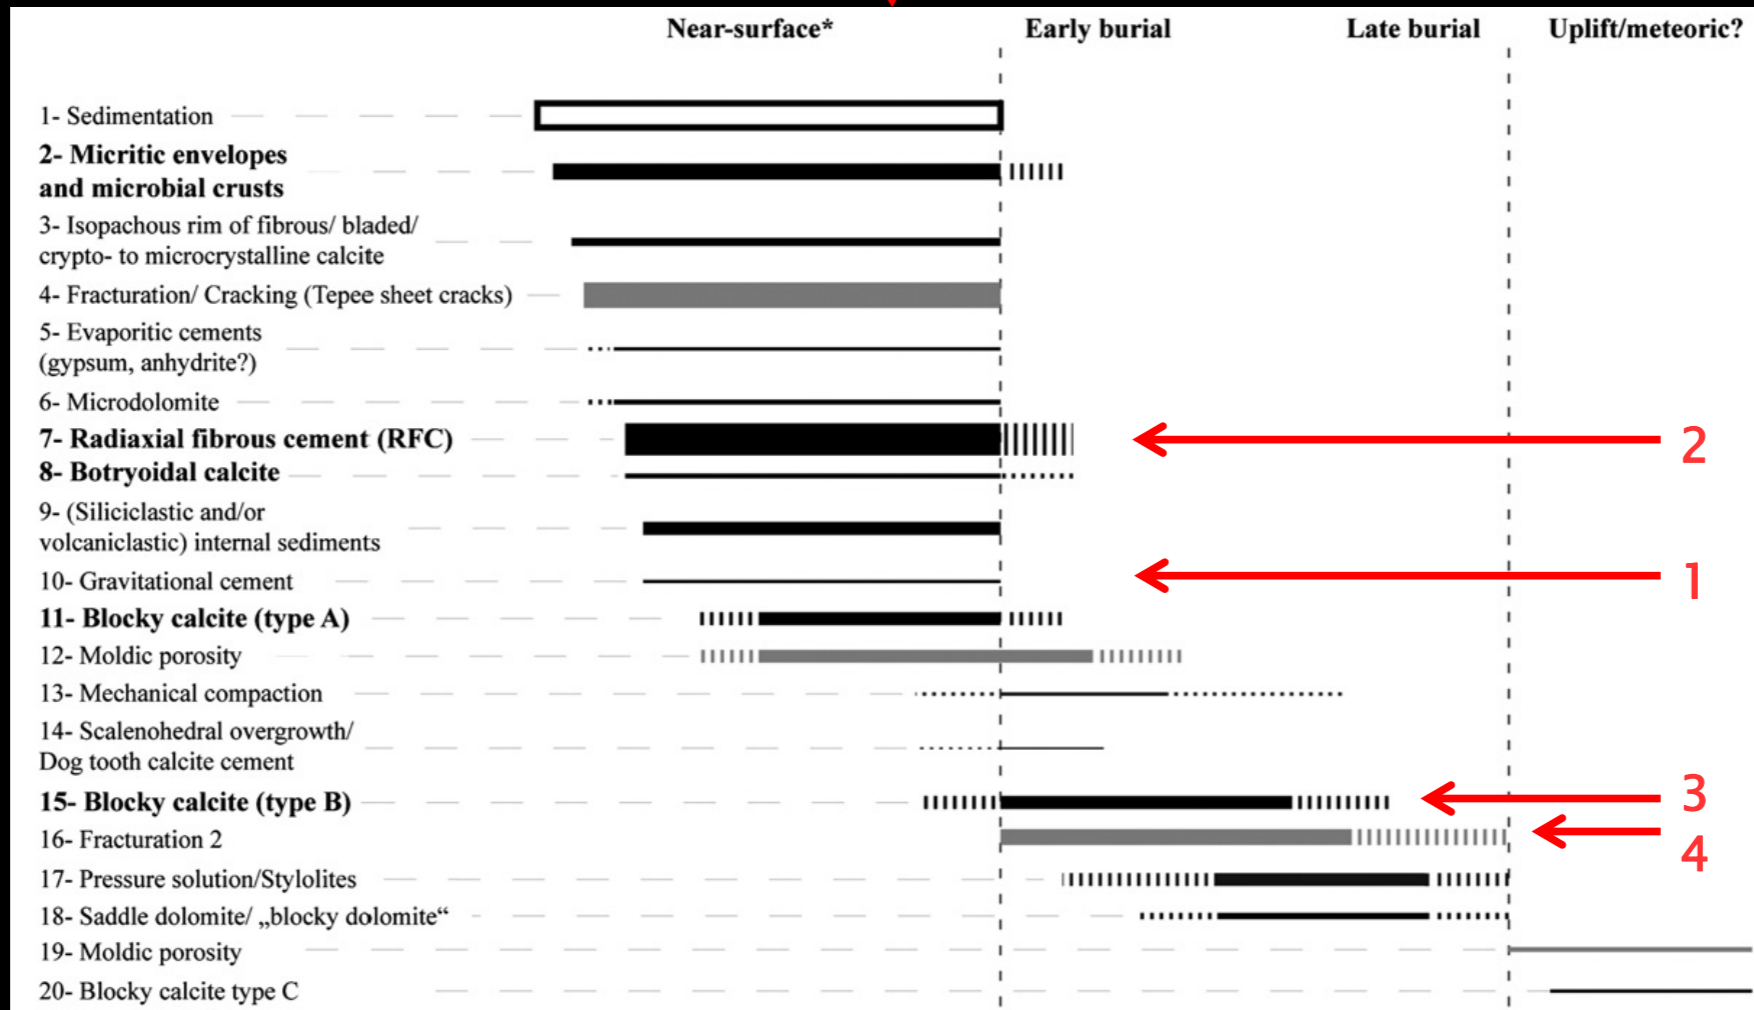 Near-surface* Early burial Late burial Uplift/meteoric?
1- Sedimentation
2- Micritic envelopes
and microbial crusts
3- Isopachous rim of fibrous/ bladed/
crypto- to microcrystalline calcite
4- Fracturation/ Cracking (Tepee sheet cracks)
5- Evaporitic cements
(gypsum, anhydrite?)
6- Microdolomite
7- Radiaxial fibrous cement (RFC) 2
8- Botryoidal calcite
9- (Siliciclastic and/or
volcaniclastic) internal sediments
10- Gravitational cement 1
11- Blocky calcite (type A)
12- Moldic porosity
13- Mechanical compaction
14- Scalenohedral overgrowth/
Dog tooth calcite cement
15- Blocky calcite (type B) 3
16- Fracturation 2 4
17- Pressure solution/Stylolites
18- Saddle dolomite/ „blocky dolomite“
19- Moldic porosity
20- Blocky calcite type C